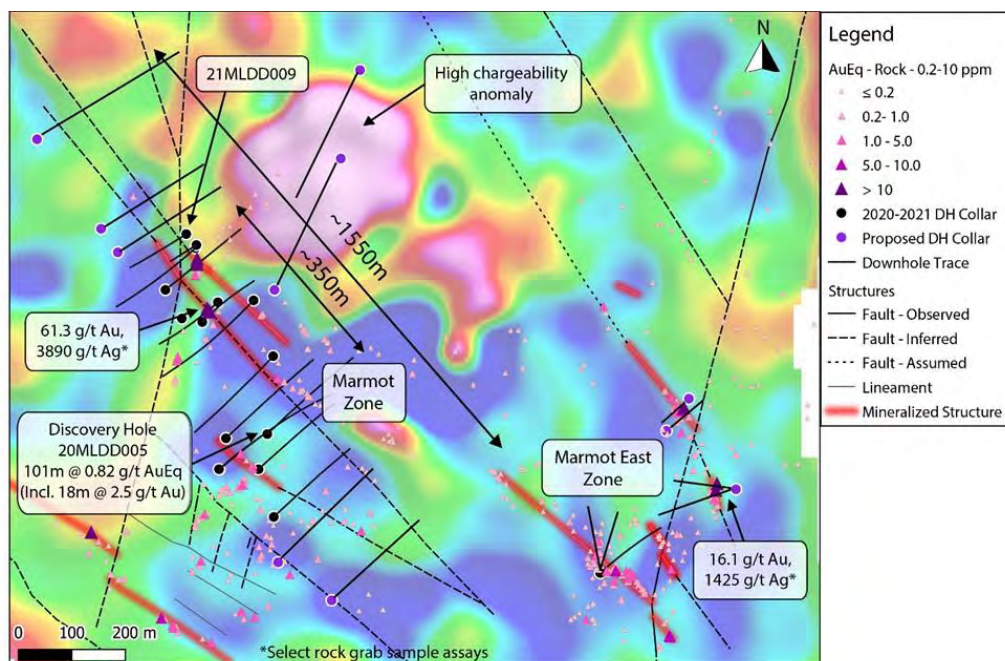 21MLDD009
High chargeability
anomaly
N
~1550m
~350m
61.3 g/t Au,
3890 g/t Ag*
Marmot
Zone
Discovery Hole
20MLDD005
101m @ 0.82 g/t AuEq
(Incl. 18m @ 2.5 g/t Au)
Marmot East
Zone
16.1 g/t Au,
1425 g/t Ag*
0 100 200 m
*Select rock grab sample assays
Legend
AuEq - Rock - 0.2-10 ppm
≤ 0.2
0.2 - 1.0
1.0 - 5.0
5.0 - 10.0
> 10
2020-2021 DH Collar
Proposed DH Collar
Downhole Trace
Structures
Fault - Observed
Fault - Inferred
Fault - Assumed
Lineament
Mineralized Structure